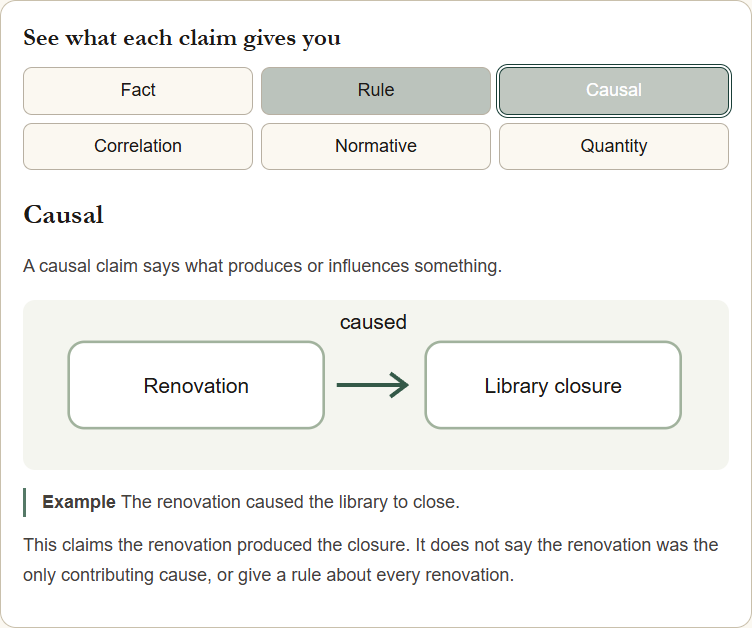 See what each claim gives you
Fact
Rule
Causal
Correlation
Normative
Quantity
Causal
A causal claim says what produces or influences something.
caused
Renovation
Library closure
Example The renovation caused the library to close.
This claims the renovation produced the closure. It does not say the renovation was the
only contributing cause, or give a rule about every renovation.